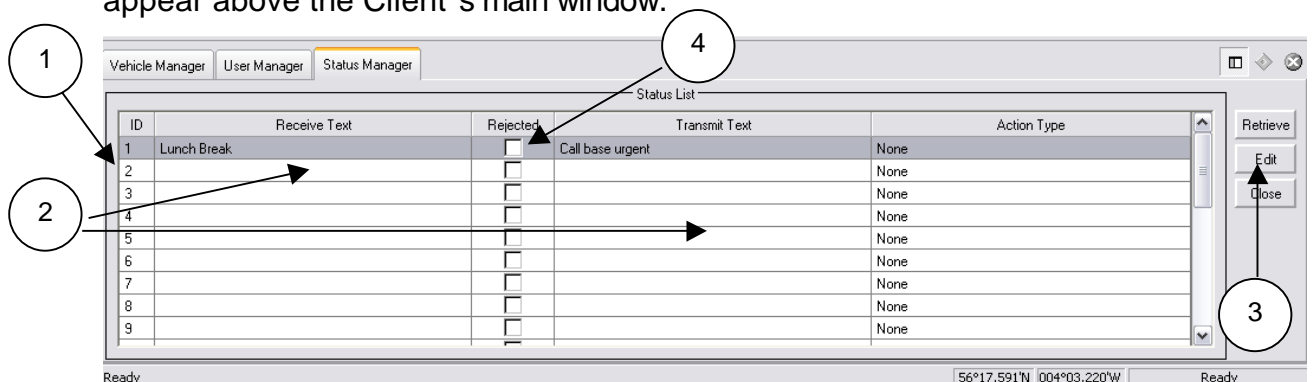 appear above the Client's main window.
1
4
Vehicle Manager User Manager Status Manager
Status List
ID Receive Text Rejected Transmit Text Action Type Retrieve
1 Lunch Break Call base urgent None
Edit
2 None
3 None
Close
2
4 None
5 None
6 None
7 None
8 None
3
9 None
Ready 56°17.591'N 004°03.220'W Ready